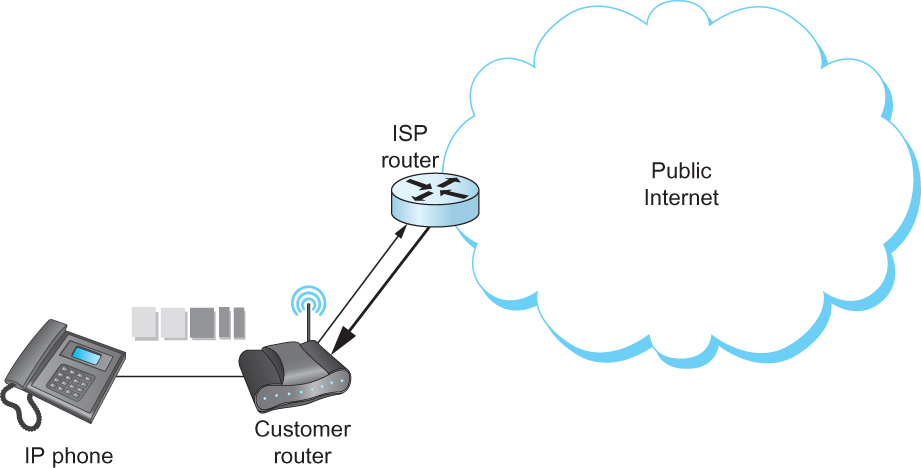 ISP
router
Public
Internet
Customer
router
IP phone